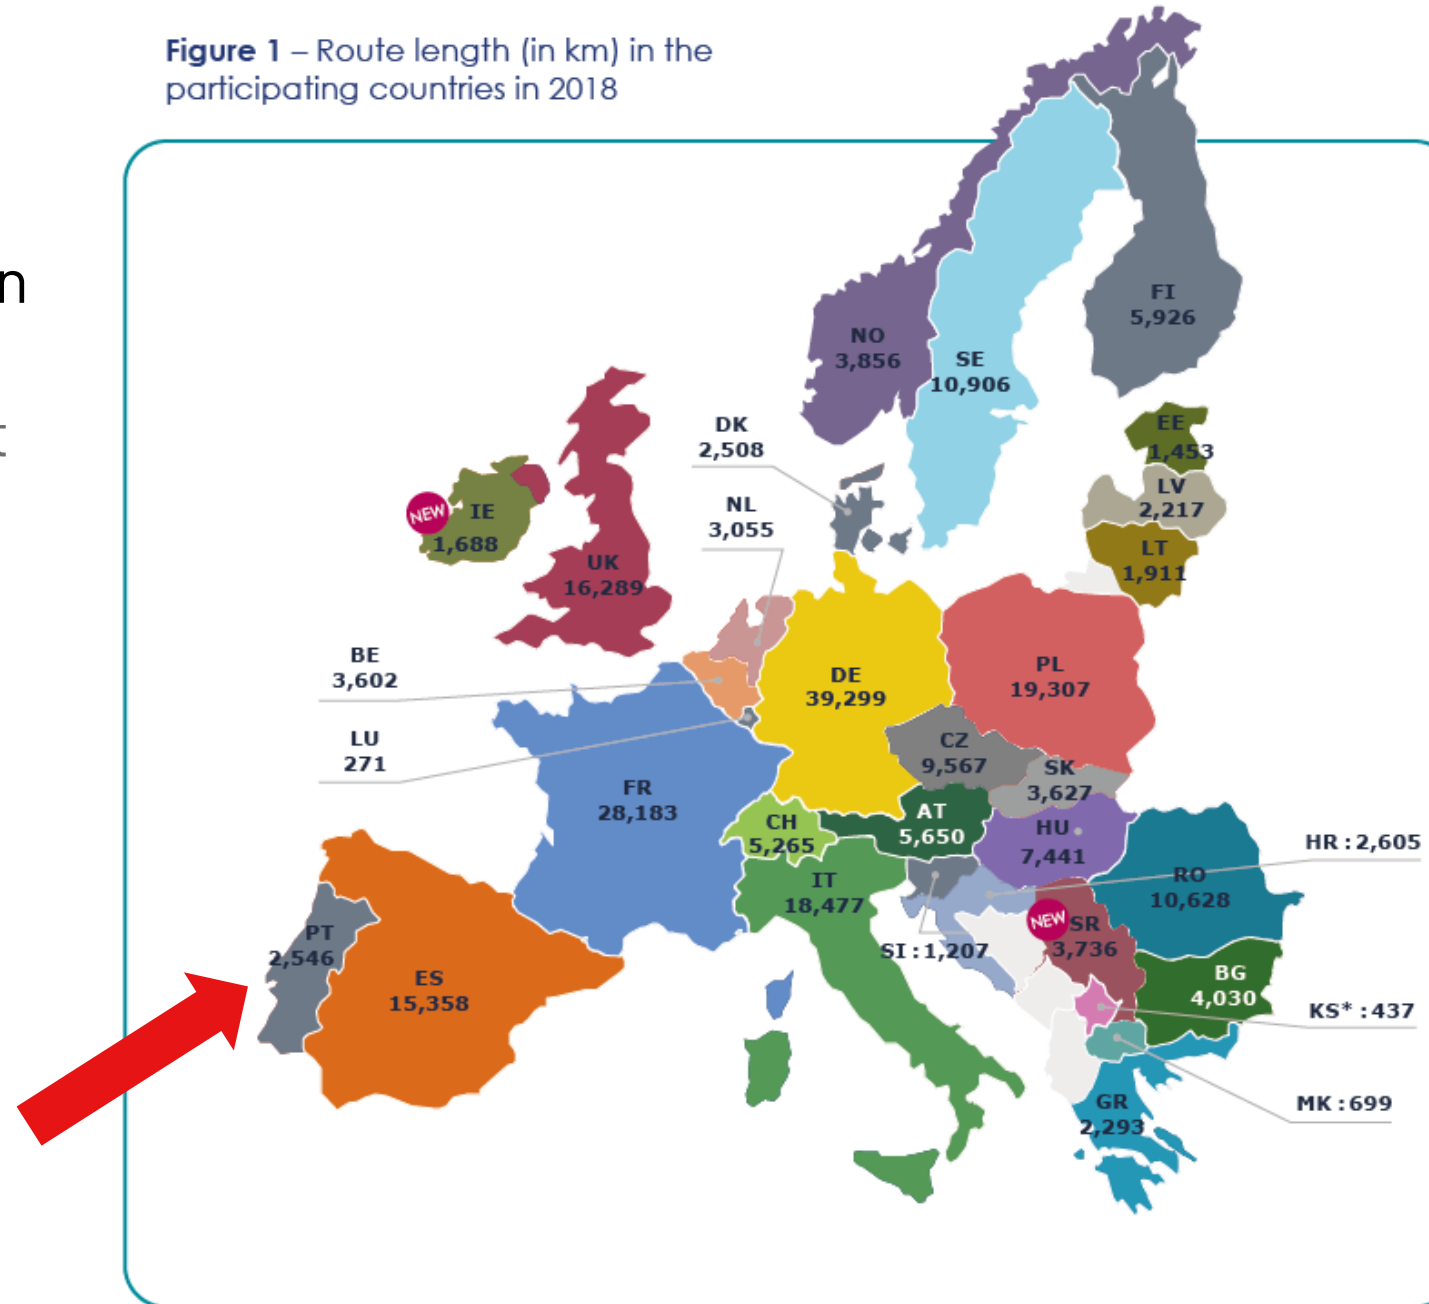 Figure 1 – Route length (in km) in the
participating countries in 2018
n
t
FI
5,926
NO
3,856
SE
10,906
DK
2,508
EE
1,453
LV
2,217
NL
3,055
NEW
IE
1,688
LT
1,911
UK
16,289
BE
3,602
DE
39,299
PL
19,307
LU
271
CZ
9,567
SK
3,627
FR
28,183
CH
5,265
AT
5,650
HU
7,441
HR : 2,605
IT
18,477
RO
10,628
NEW
SR
3,736
PT
2,546
SI : 1,207
ES
15,358
BG
4,030
KS* : 437
MK : 699
GR
2,293